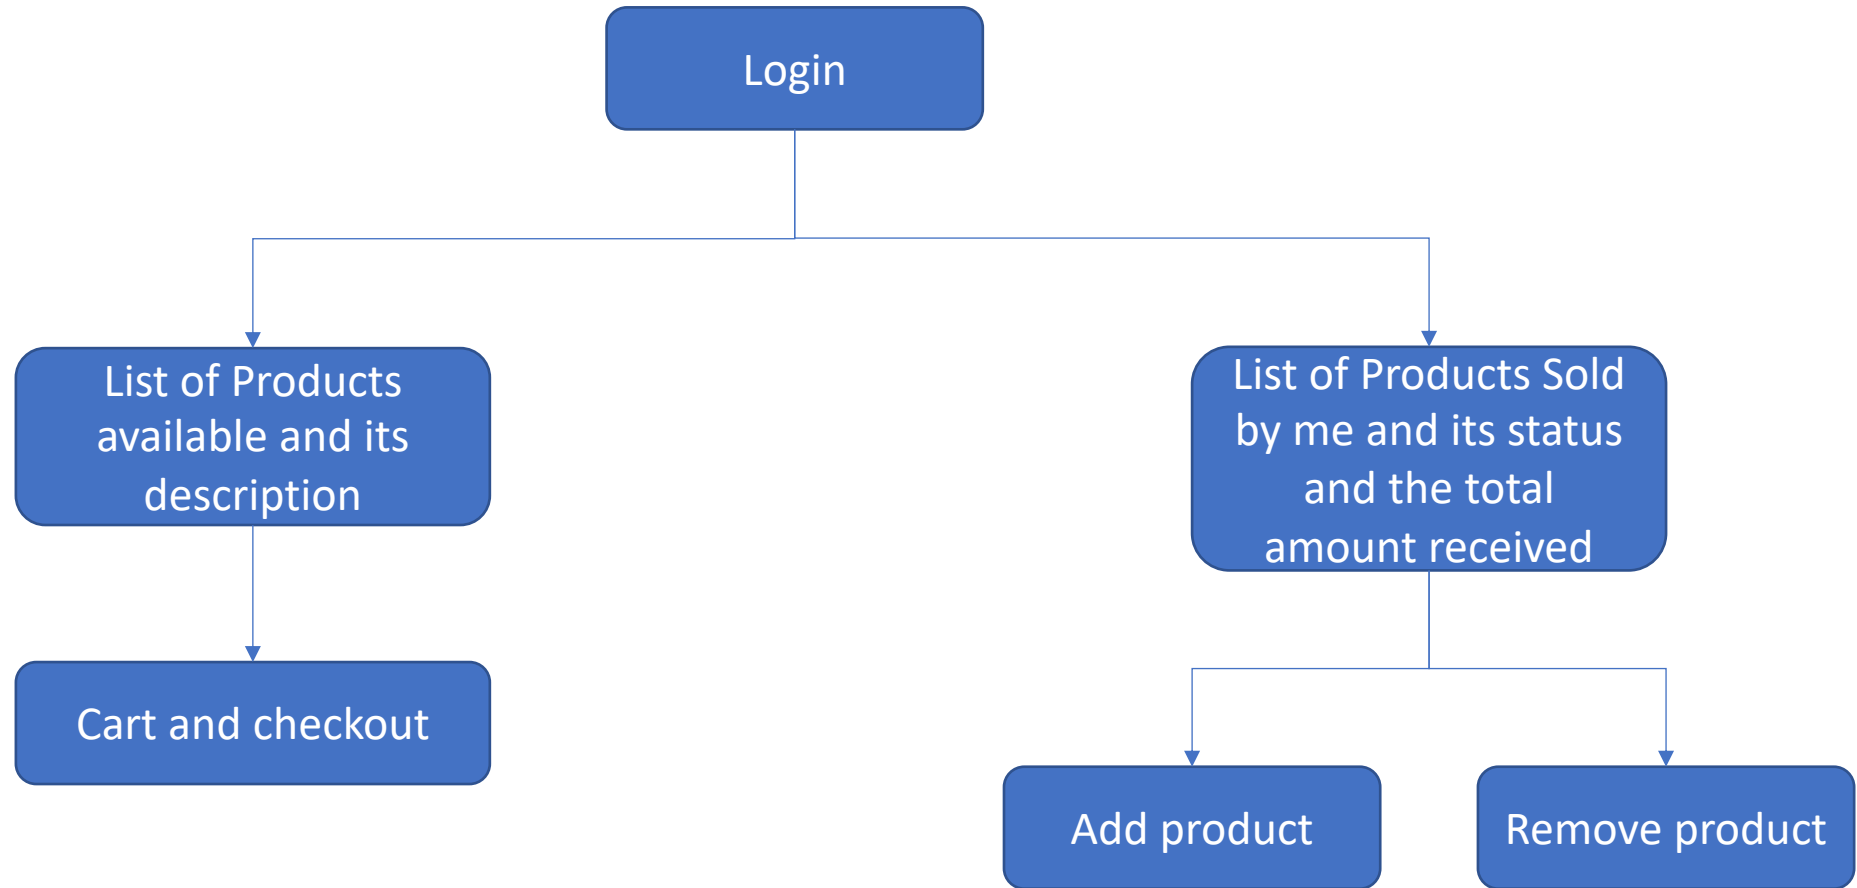 Login
List of Products
available and its
description
List of Products Sold
by me and its status
and the total
amount received
Cart and checkout
Add product
Remove product